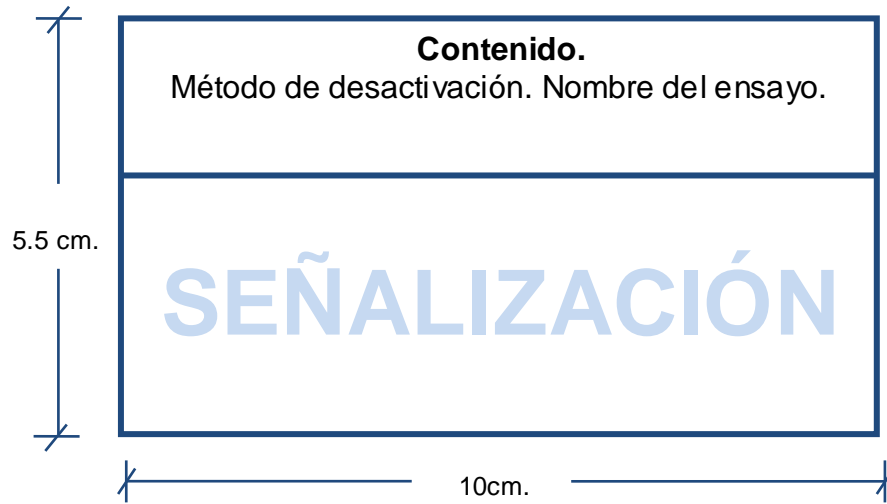 Contenido.
Método de desactivación. Nombre del ensayo.
5.5 cm.
SEÑALIZACIÓN
10cm.